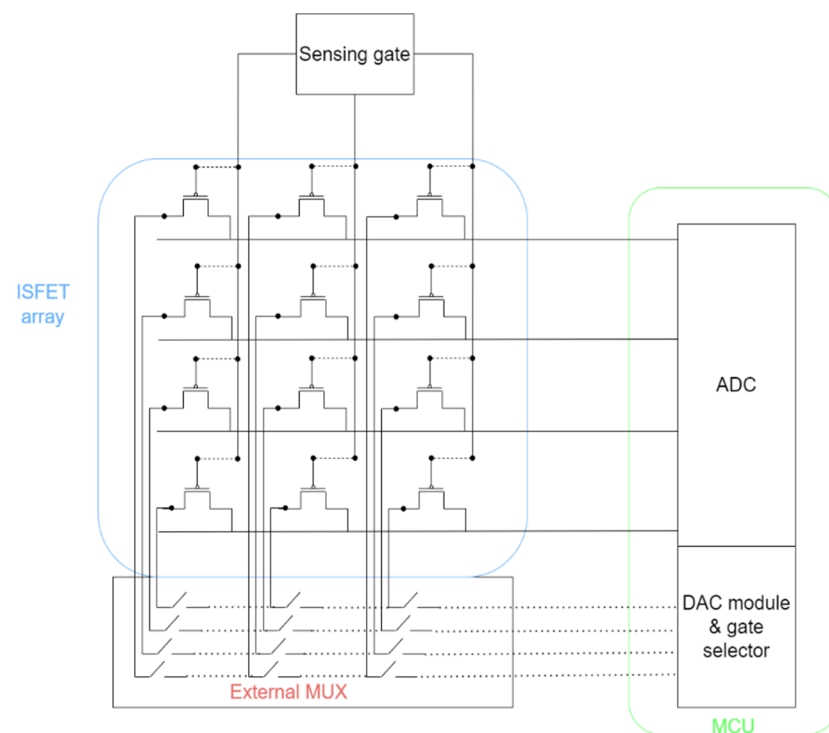 Sensing gate
ISFET
array
ADC
DAC module
& gate
selector
External MUX
MCU